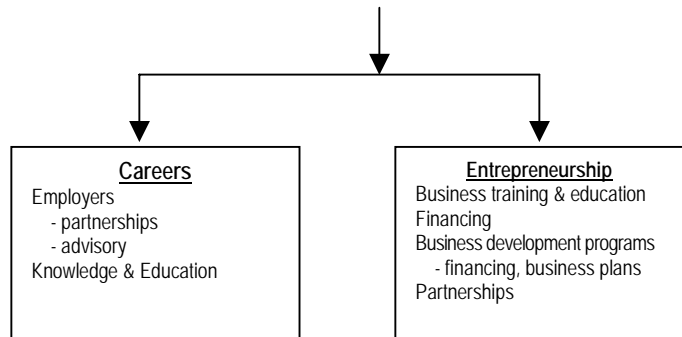 Careers
Employers
- partnerships
- advisory
Knowledge & Education
Entrepreneurship
Business training & education
Financing
Business development programs
- financing, business plans
Partnerships